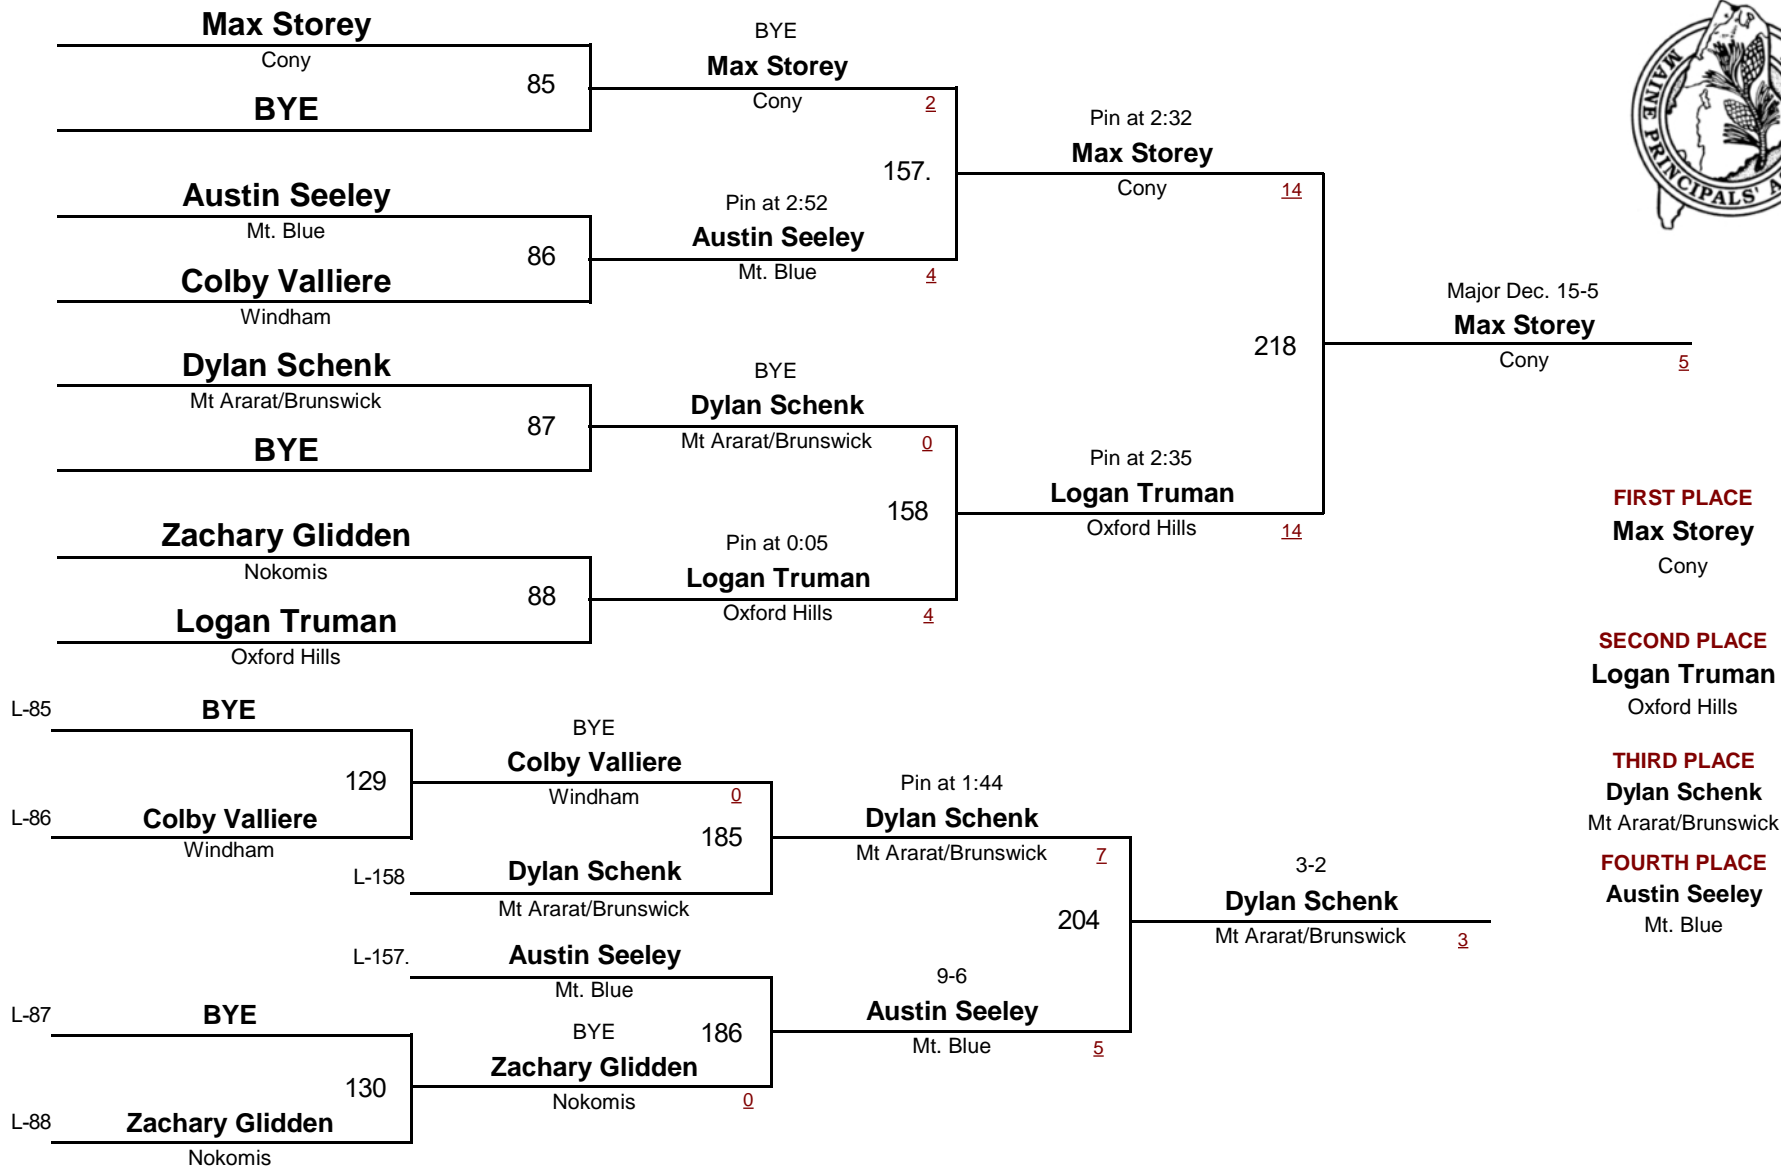 Max Storey
Cony
85
BYE
BYE
Max Storey
Cony 2
Austin Seeley
Mt. Blue
86
Colby Valliere
Windham
157.
Pin at 2:52
Austin Seeley
Mt. Blue 4
Pin at 2:32
Max Storey
Cony 14
Dylan Schenk
Mt Ararat/Brunswick
87
BYE
BYE
Dylan Schenk
Mt Ararat/Brunswick 0
Zachary Glidden
Nokomis
88
Logan Truman
Oxford Hills
158
Pin at 0:05
Logan Truman
Oxford Hills 4
Pin at 2:35
Logan Truman
Oxford Hills 14
218
Major Dec. 15-5
Max Storey
Cony 5
MAINE PRINCIPALS'
FIRST PLACE
Max Storey
Cony
SECOND PLACE
Logan Truman
Oxford Hills
THIRD PLACE
Dylan Schenk
Mt Ararat/Brunswick
FOURTH PLACE
Austin Seeley
Mt. Blue
L-85 BYE
129
L-86 Colby Valliere
Windham
BYE
Colby Valliere
Windham 0
185
L-158 Dylan Schenk
Mt Ararat/Brunswick
Pin at 1:44
Dylan Schenk
Mt Ararat/Brunswick 7
L-157. Austin Seeley
Mt. Blue
186
L-87 BYE
130
L-88 Zachary Glidden
Nokomis
BYE
Zachary Glidden
Nokomis 0
9-6
Austin Seeley
Mt. Blue 5
204
3-2
Dylan Schenk
Mt Ararat/Brunswick 3